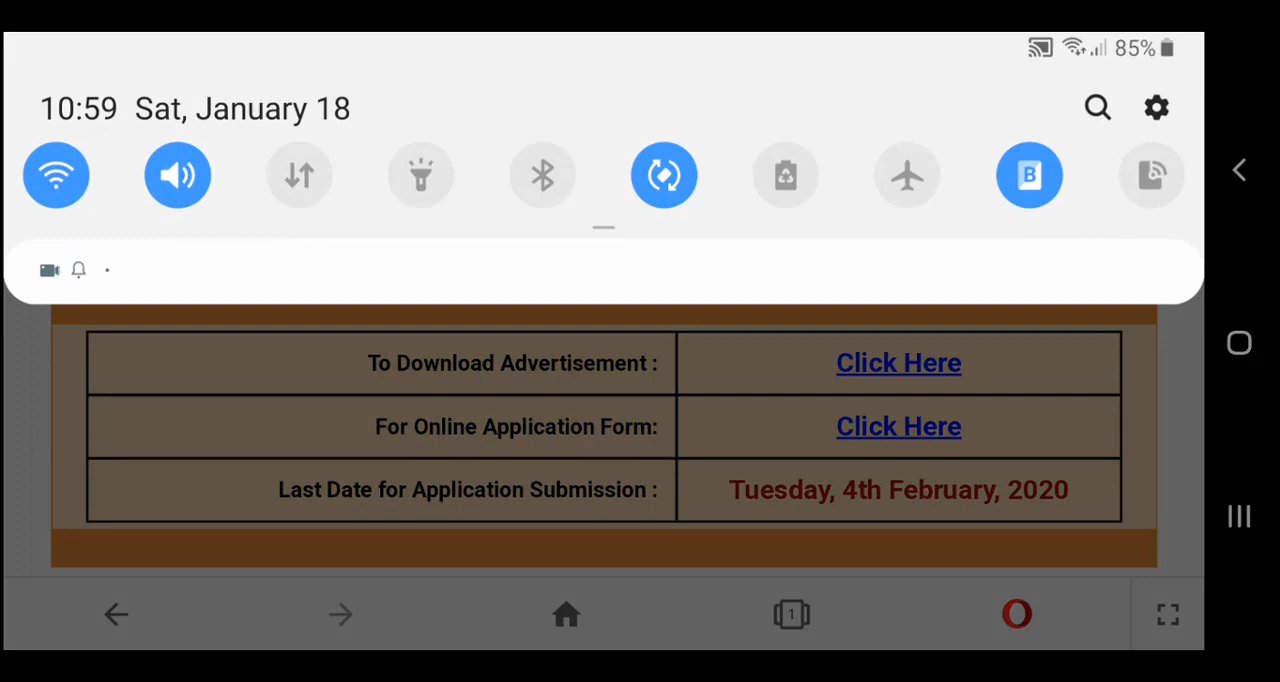 85%
10:59 Sat, January 18
B
To Download Advertisement : Click Here
For Online Application Form: Click Here
Last Date for Application Submission : Tuesday, 4th February, 2020
1